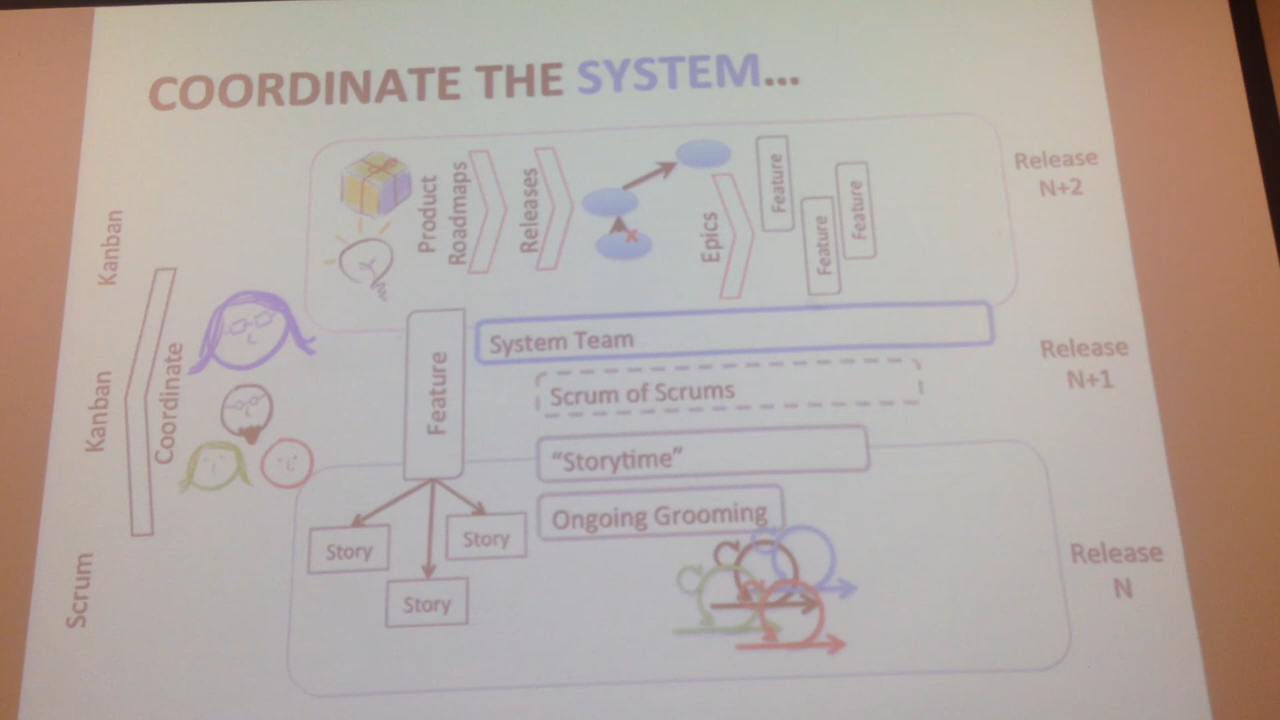 COORDINATE THE SYSTEM...
Kanban
Kanban
Scrum
Coordinate
Product
Roadmaps
Releases
Epics
Feature
Feature
Feature
Release
N+2
Feature
System Team
Scrum of Scrums
"Storytime"
Ongoing Grooming
Release
N+1
Story
Story
Story
Release
N